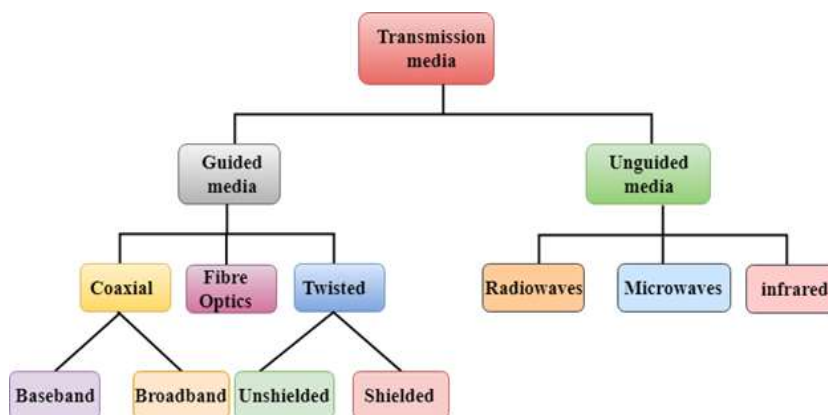 Transmission
media
Guided
media
Unguided
media
Coaxial
Fibre
Optics
Twisted
Radiowaves
Microwaves
infrared
Baseband
Broadband
Unshielded
Shielded